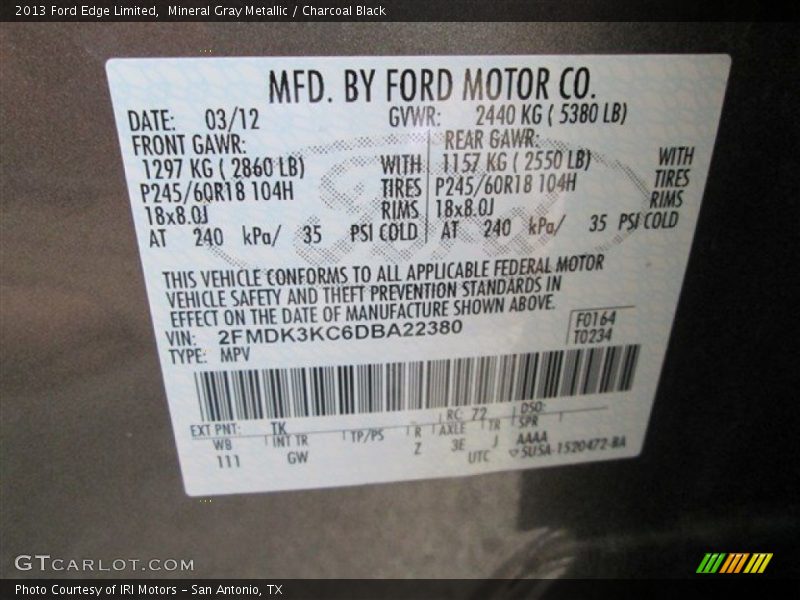 2013 Ford Edge Limited,  Mineral Gray Metallic / Charcoal Black
MFD. BY FORD MOTOR CO.
DATE: 03/12 GVWR: 2440 KG ( 5380 LB)
FRONT GAWR: REAR GAWR:
1297 KG ( 2860 LB) WITH 1157 KG ( 2550 LB) WITH
P245/60R18 104H TIRES P245/60R18 104H TIRES
18x8.0J RIMS 18x8.0J RIMS
AT 240 kPa/ 35 PSI COLD AT 240 kPa/ 35 PSI COLD
THIS VEHICLE CONFORMS TO ALL APPLICABLE FEDERAL MOTOR
VEHICLE SAFETY AND THEFT PREVENTION STANDARDS IN
EFFECT ON THE DATE OF MANUFACTURE SHOWN ABOVE.
VIN: 2FMDK3KC6DBA22380 F0164
TYPE: MPV T0234
EXT PNT: TK RC: 72 DSO:
WB INT TR TP/PS R AXLE TR SPR
111 GW Z 3E J AAAA
UTC 5U5A-1520472-BA
GTCARLOT.COM
Photo Courtesy of IRI Motors – San Antonio, TX